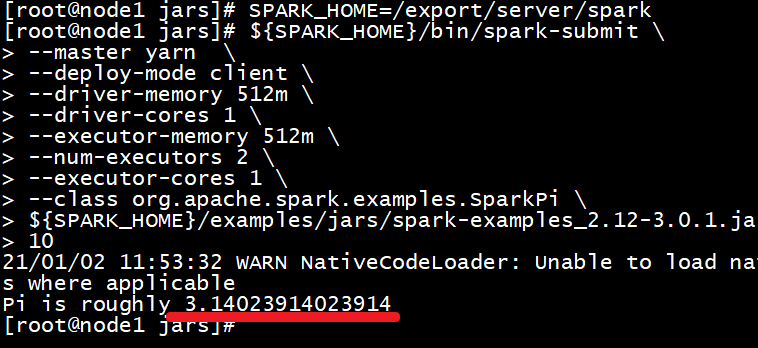 [root@node1 jars]# SPARK_HOME=/export/server/spark
[root@node1 jars]# ${SPARK_HOME}/bin/spark-submit \
> --master yarn  \
> --deploy-mode client \
> --driver-memory 512m \
> --driver-cores 1 \
> --executor-memory 512m \
> --num-executors 2 \
> --executor-cores 1 \
> --class org.apache.spark.examples.SparkPi \
> ${SPARK_HOME}/examples/jars/spark-examples_2.12-3.0.1.ja
> 10
21/01/02 11:53:32 WARN NativeCodeLoader: Unable to load na
s where applicable
Pi is roughly 3.14023914023914
[root@node1 jars]#